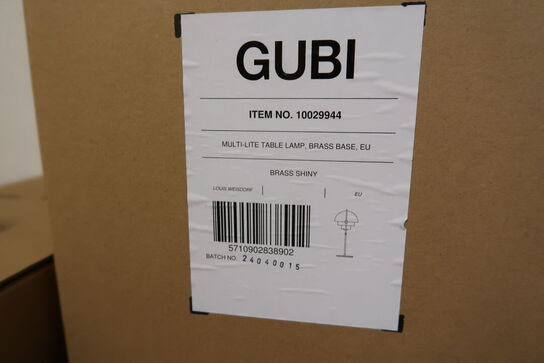 GUBI
ITEM NO. 10029944
MULTI-LITE TABLE LAMP, BRASS BASE, EU
BRASS SHINY
LOUIS WEISDORF EU
5710902838902
BATCH NO. 24040015